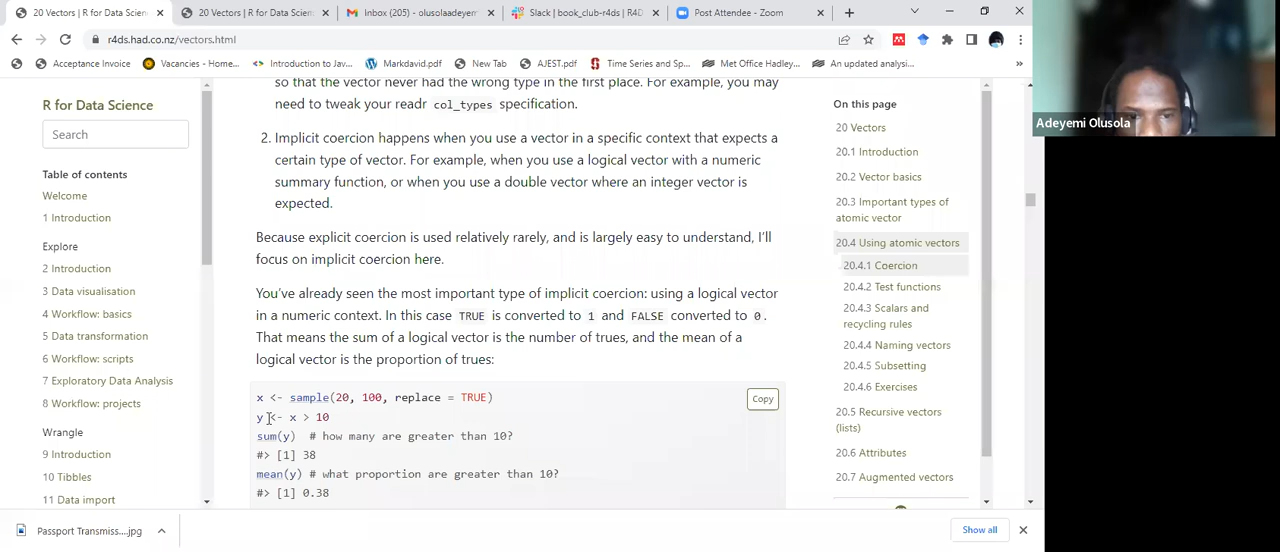 20 Vectors | R for Data Science
20 Vectors | R for Data Science
Inbox (205) - olusolaadeyem
Slack | book_club-r4ds | R4D
Post Attendee - Zoom
r4ds.had.co.nz/vectors.html
Acceptance Invoice
Vacancies - Home...
Introduction to Jav...
Markdavid.pdf
New Tab
AJEST.pdf
Time Series and Sp...
Met Office Hadley...
An updated analysi...
R for Data Science
Search
Table of contents
Welcome
1 Introduction
Explore
2 Introduction
3 Data visualisation
4 Workflow: basics
5 Data transformation
6 Workflow: scripts
7 Exploratory Data Analysis
8 Workflow: projects
Wrangle
9 Introduction
10 Tibbles
11 Data import
so that the vector never had the wrong type in the first place. For example, you may
need to tweak your readr col_types specification.
2. Implicit coercion happens when you use a vector in a specific context that expects a
certain type of vector. For example, when you use a logical vector with a numeric
summary function, or when you use a double vector where an integer vector is
expected.
Because explicit coercion is used relatively rarely, and is largely easy to understand, I'll
focus on implicit coercion here.
You've already seen the most important type of implicit coercion: using a logical vector
in a numeric context. In this case TRUE is converted to 1 and FALSE converted to 0.
That means the sum of a logical vector is the number of trues, and the mean of a
logical vector is the proportion of trues:
x <- sample(20, 100, replace = TRUE)
Copy
y <- x > 10
sum(y) # how many are greater than 10?
#> [1] 38
mean(y) # what proportion are greater than 10?
#> [1] 0.38
On this page
20 Vectors
20.1 Introduction
20.2 Vector basics
20.3 Important types of
atomic vector
20.4 Using atomic vectors
20.4.1 Coercion
20.4.2 Test functions
20.4.3 Scalars and
recycling rules
20.4.4 Naming vectors
20.4.5 Subsetting
20.4.6 Exercises
20.5 Recursive vectors
(lists)
20.6 Attributes
20.7 Augmented vectors
Adeyemi Olusola
Passport Transmiss....jpg
Show all